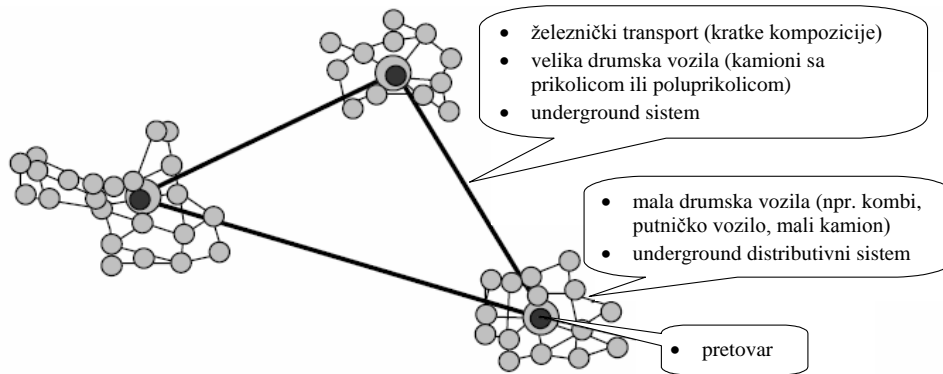 • železnički transport (kratke kompozicije)
• velika drumska vozila (kamioni sa
prikolicom ili poluprikolicom)
• underground sistem
• mala drumska vozila (npr. kombi,
putničko vozilo, mali kamion)
• underground distributivni sistem
• pretovar